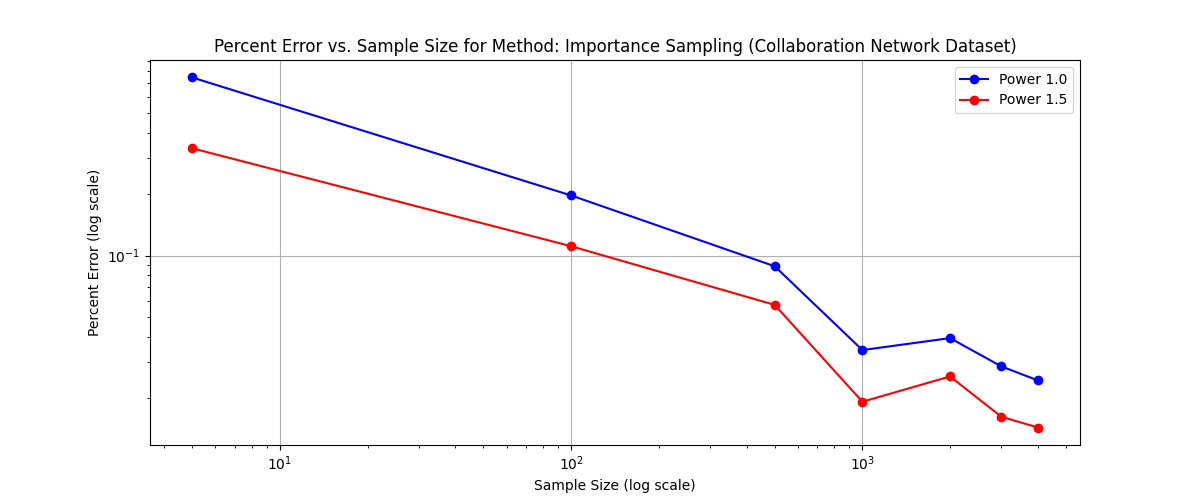 Percent Error vs. Sample Size for Method: Importance Sampling (Collaboration Network Dataset)
Power 1.0
Power 1.5
Percent Error (log scale)
10⁻¹
10¹ 10² 10³
Sample Size (log scale)